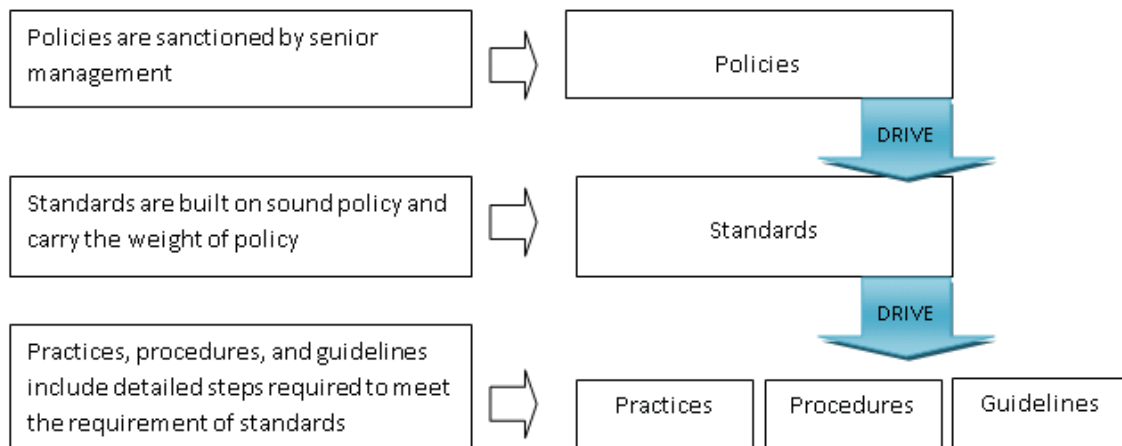 Policies are sanctioned by senior
management
Policies
DRIVE
Standards are built on sound policy and
carry the weight of policy
Standards
DRIVE
Practices, procedures, and guidelines
include detailed steps required to meet
the requirement of standards
Practices
Procedures
Guidelines